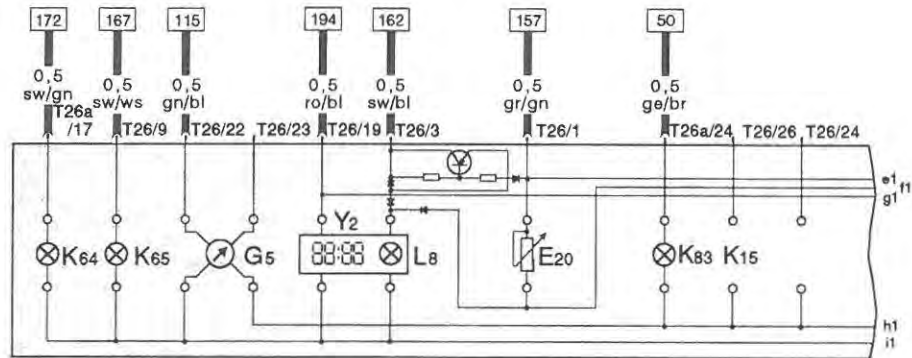 172 167 115 194 162 157 50
0,5 0,5 0,5 0,5 0,5 0,5 0,5
sw/gn sw/ws gn/bl ro/bl sw/bl gr/gn ge/br
T26a
/17 T26/9 T26/22 T26/23 T26/19 T26/3 T26/1 T26a/24 T26/26 T26/24
e1
f1
g1
Y2
88:88
K64 K65 G5 L8 E20 K83 K15
h1
i1